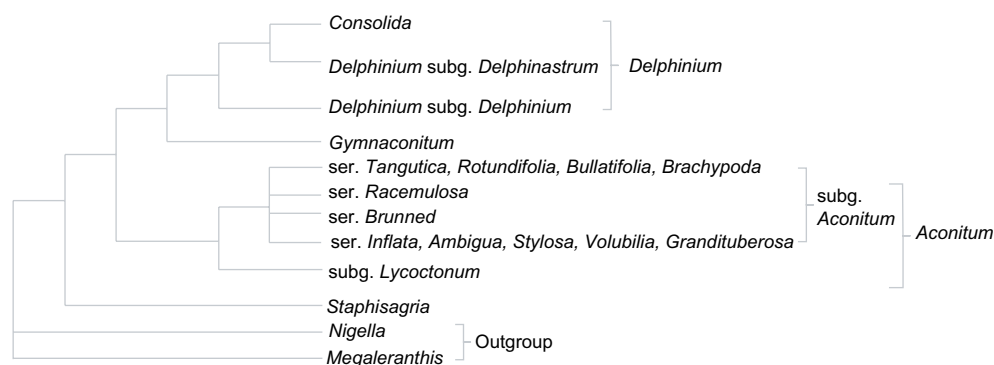 Consolida
Delphinium subg. Delphinastrum
Delphinium
Delphinium subg. Delphinium
Gymnaconitum
ser. Tangutica, Rotundifolia, Bullatifolia, Brachypoda
ser. Racemulosa
subg.
Aconitum
ser. Brunned
Aconitum
ser. Inflata, Ambigua, Stylosa, Volubilia, Grandituberosa
subg. Lycoctonum
Staphisagria
Nigella
Outgroup
Megaleranthis